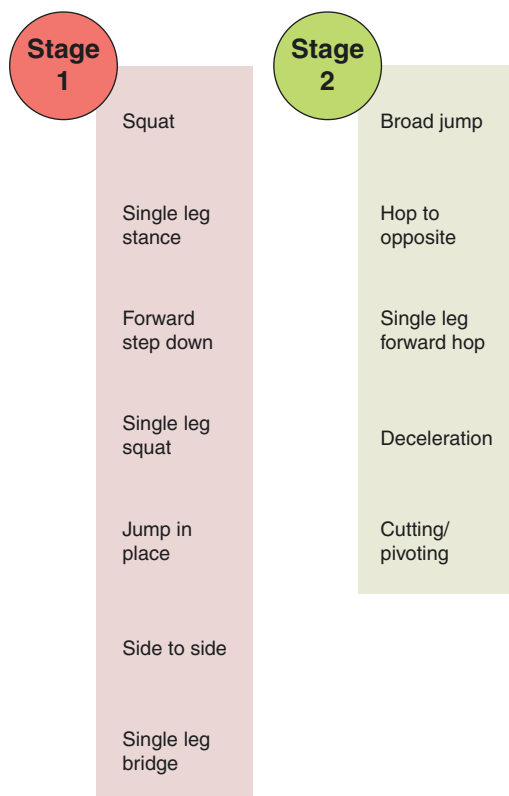 Stage
1
Squat
Single leg
stance
Forward
step down
Single leg
squat
Jump in
place
Side to side
Single leg
bridge
Stage
2
Broad jump
Hop to
opposite
Single leg
forward hop
Deceleration
Cutting/
pivoting